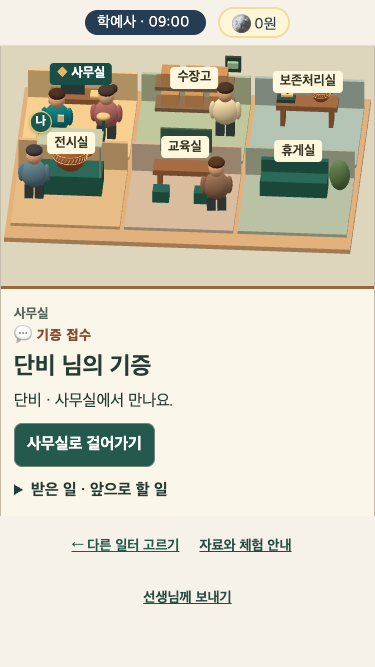 학예사 · 09:00
0원
사무실
수장고
보존처리실
나
전시실
교육실
휴게실
사무실
기증 접수
단비 님의 기증
단비 · 사무실에서 만나요.
사무실로 걸어가기
▶ 받은 일 · 앞으로 할 일
← 다른 일터 고르기
자료와 체험 안내
선생님께 보내기